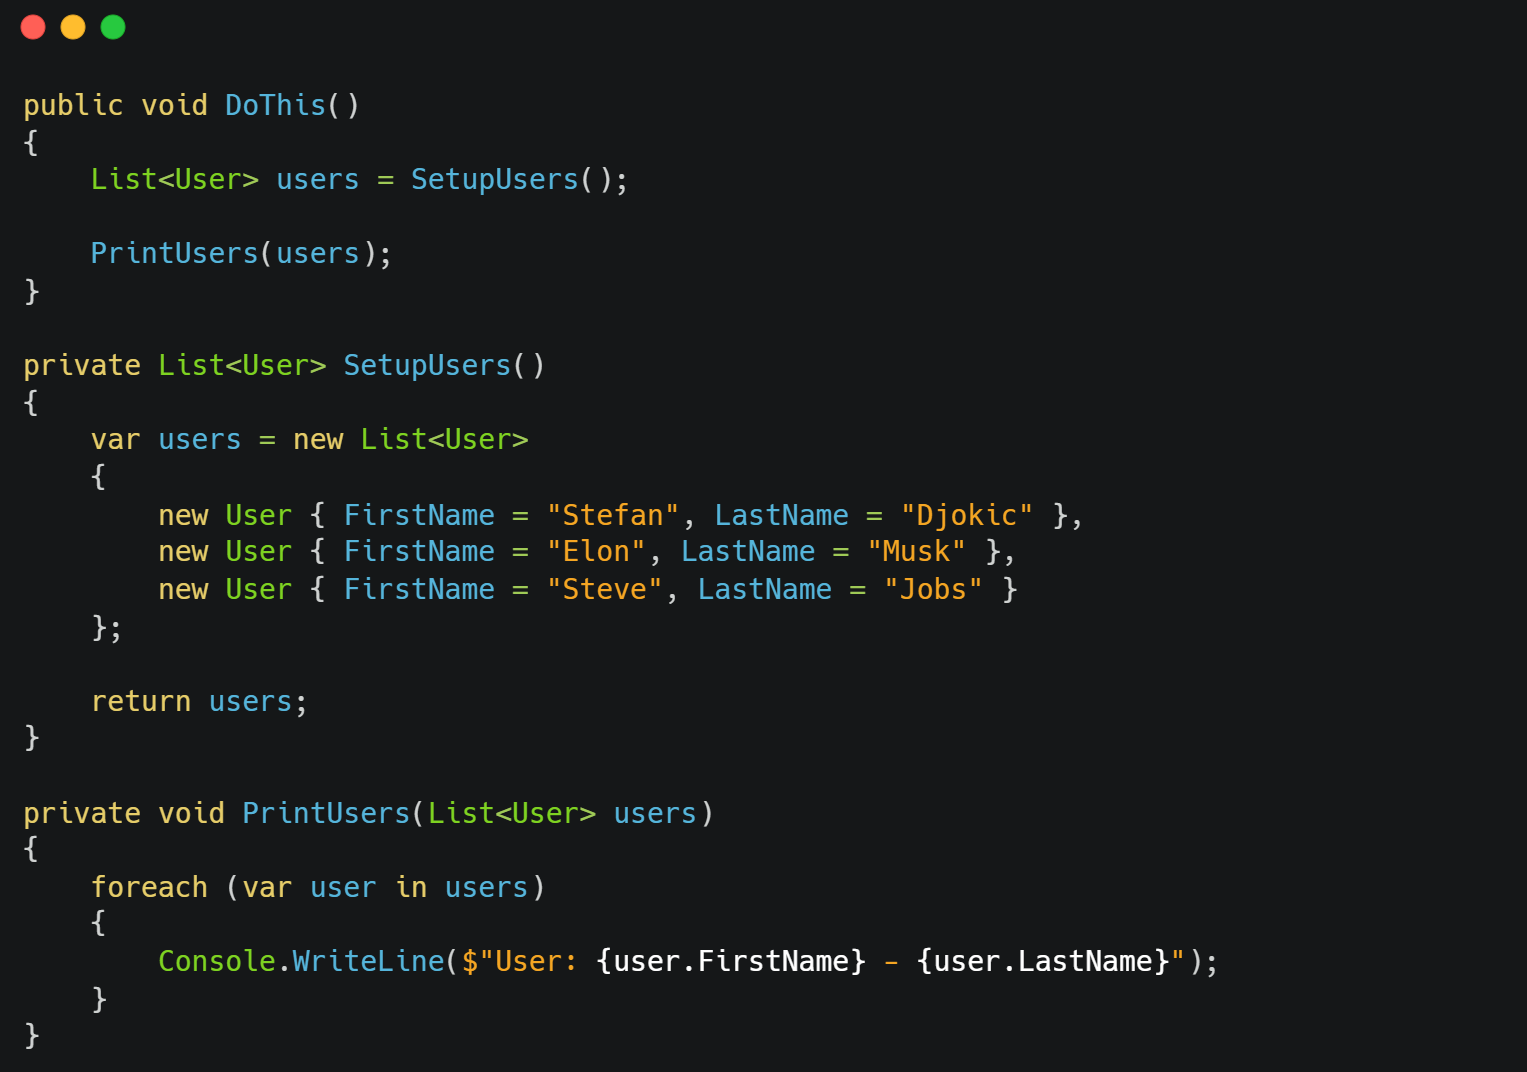 public void DoThis()
{
    List<User> users = SetupUsers();

    PrintUsers(users);
}

private List<User> SetupUsers()
{
    var users = new List<User>
    {
        new User { FirstName = "Stefan", LastName = "Djokic" },
        new User { FirstName = "Elon", LastName = "Musk" },
        new User { FirstName = "Steve", LastName = "Jobs" }
    };

    return users;
}

private void PrintUsers(List<User> users)
{
    foreach (var user in users)
    {
        Console.WriteLine($"User: {user.FirstName} - {user.LastName}");
    }
}